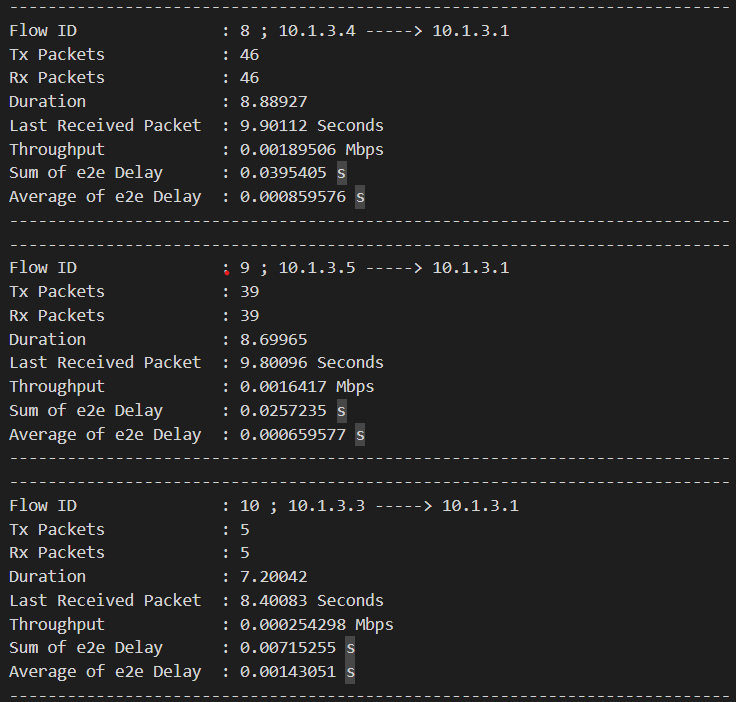 ---------------------------------------------------------------------------
Flow ID               : 8 ; 10.1.3.4 -----> 10.1.3.1
Tx Packets            : 46
Rx Packets            : 46
Duration              : 8.88927
Last Received Packet  : 9.90112 Seconds
Throughput            : 0.00189506 Mbps
Sum of e2e Delay      : 0.0395405 s
Average of e2e Delay  : 0.000859576 s
---------------------------------------------------------------------------
---------------------------------------------------------------------------
Flow ID               : 9 ; 10.1.3.5 -----> 10.1.3.1
Tx Packets            : 39
Rx Packets            : 39
Duration              : 8.69965
Last Received Packet  : 9.80096 Seconds
Throughput            : 0.0016417 Mbps
Sum of e2e Delay      : 0.0257235 s
Average of e2e Delay  : 0.000659577 s
---------------------------------------------------------------------------
---------------------------------------------------------------------------
Flow ID               : 10 ; 10.1.3.3 -----> 10.1.3.1
Tx Packets            : 5
Rx Packets            : 5
Duration              : 7.20042
Last Received Packet  : 8.40083 Seconds
Throughput            : 0.000254298 Mbps
Sum of e2e Delay      : 0.00715255 s
Average of e2e Delay  : 0.00143051 s
---------------------------------------------------------------------------